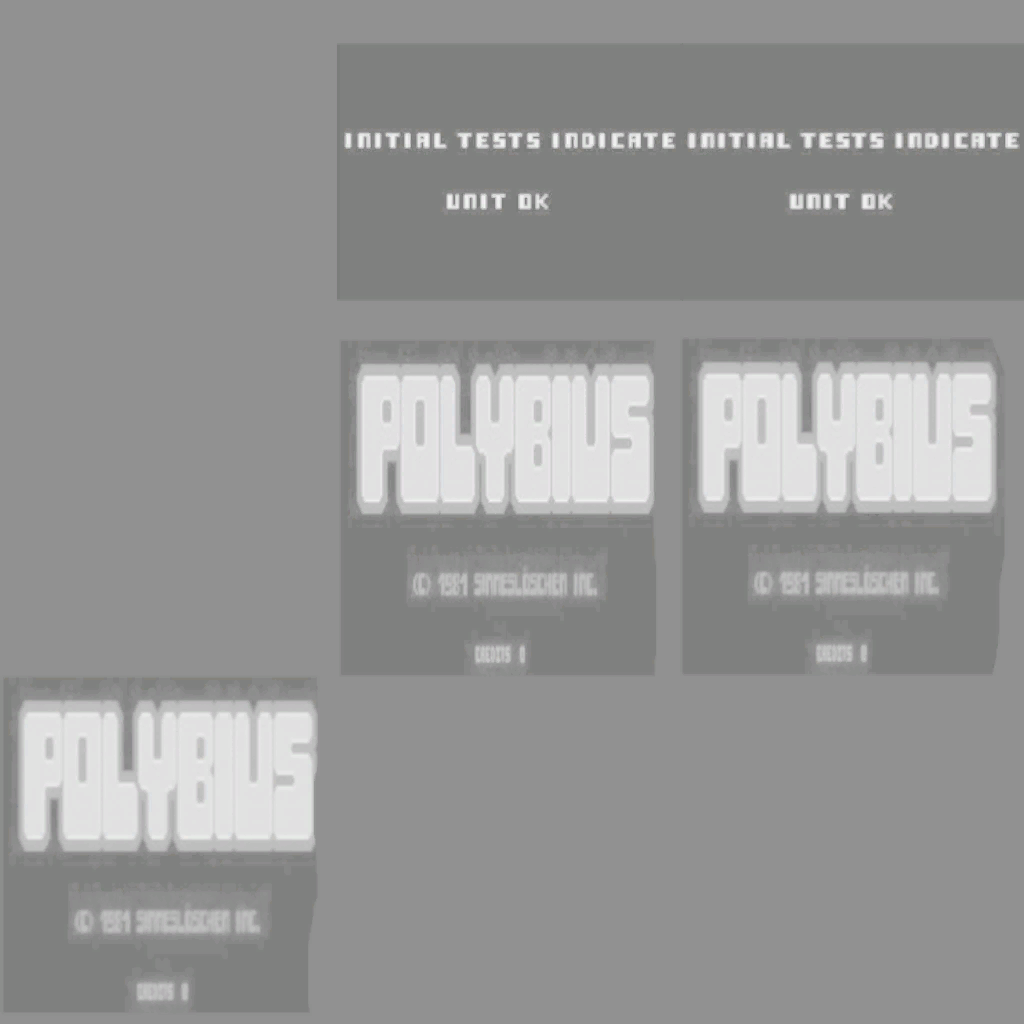 INITIAL TESTS INDICATE INITIAL TESTS INDICATE
UNIT OK UNIT OK
POLYBIUS POLYBIUS
(C) 1981 SINNESLÖSCHEN INC. (C) 1981 SINNESLÖSCHEN INC.
CREDITS 0 CREDITS 0
POLYBIUS
(C) 1981 SINNESLÖSCHEN INC.
CREDITS 0